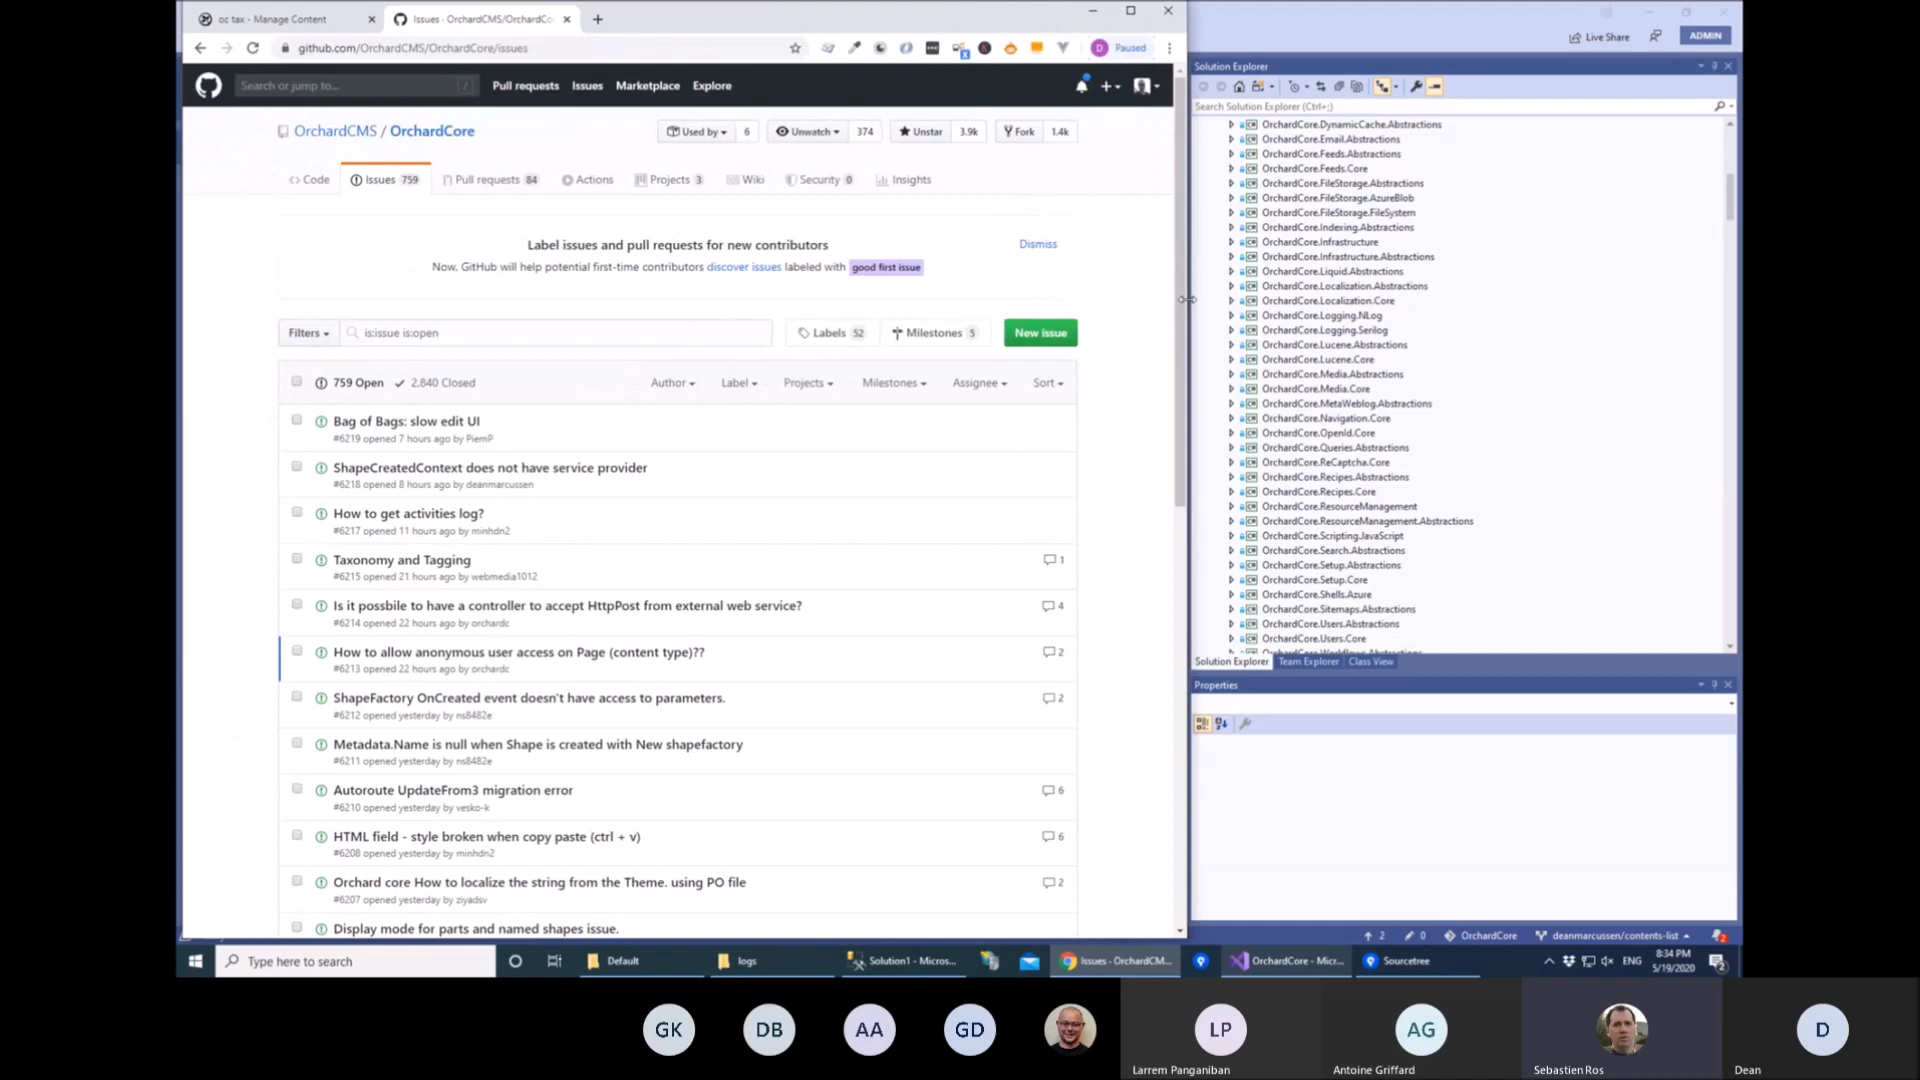 oc tax - Manage Content
Issues · OrchardCMS/OrchardCo
github.com/OrchardCMS/OrchardCore/issues
D Paused
Search or jump to... /
Pull requests Issues Marketplace Explore
OrchardCMS / OrchardCore
Used by 6 Unwatch 374 Unstar 3.9k Fork 1.4k
Code Issues 759 Pull requests 84 Actions Projects 3 Wiki Security 0 Insights
Label issues and pull requests for new contributors
Dismiss
Now, GitHub will help potential first-time contributors discover issues labeled with good first issue
Filters is:issue is:open Labels 52 Milestones 5 New issue
759 Open 2,840 Closed Author Label Projects Milestones Assignee Sort
Bag of Bags: slow edit UI
#6219 opened 7 hours ago by PiemP
ShapeCreatedContext does not have service provider
#6218 opened 8 hours ago by deanmarcussen
How to get activities log?
#6217 opened 11 hours ago by minhdn2
Taxonomy and Tagging 1
#6215 opened 21 hours ago by webmedia1012
Is it possbile to have a controller to accept HttpPost from external web service? 4
#6214 opened 22 hours ago by orchardc
How to allow anonymous user access on Page (content type)?? 2
#6213 opened 22 hours ago by orchardc
ShapeFactory OnCreated event doesn't have access to parameters. 2
#6212 opened yesterday by ns8482e
Metadata.Name is null when Shape is created with New shapefactory
#6211 opened yesterday by ns8482e
Autoroute UpdateFrom3 migration error 6
#6210 opened yesterday by vesko-k
HTML field - style broken when copy paste (ctrl + v) 6
#6208 opened yesterday by minhdn2
Orchard core How to localize the string from the Theme. using PO file 2
#6207 opened yesterday by ziyadsv
Display mode for parts and named shapes issue.
Live Share ADMIN
Solution Explorer
Search Solution Explorer (Ctrl+;)
OrchardCore.DynamicCache.Abstractions
OrchardCore.Email.Abstractions
OrchardCore.Feeds.Abstractions
OrchardCore.Feeds.Core
OrchardCore.FileStorage.Abstractions
OrchardCore.FileStorage.AzureBlob
OrchardCore.FileStorage.FileSystem
OrchardCore.Indexing.Abstractions
OrchardCore.Infrastructure
OrchardCore.Infrastructure.Abstractions
OrchardCore.Liquid.Abstractions
OrchardCore.Localization.Abstractions
OrchardCore.Localization.Core
OrchardCore.Logging.NLog
OrchardCore.Logging.Serilog
OrchardCore.Lucene.Abstractions
OrchardCore.Lucene.Core
OrchardCore.Media.Abstractions
OrchardCore.Media.Core
OrchardCore.MetaWeblog.Abstractions
OrchardCore.Navigation.Core
OrchardCore.OpenId.Core
OrchardCore.Queries.Abstractions
OrchardCore.ReCaptcha.Core
OrchardCore.Recipes.Abstractions
OrchardCore.Recipes.Core
OrchardCore.ResourceManagement
OrchardCore.ResourceManagement.Abstractions
OrchardCore.Scripting.JavaScript
OrchardCore.Search.Abstractions
OrchardCore.Setup.Abstractions
OrchardCore.Setup.Core
OrchardCore.Shells.Azure
OrchardCore.Sitemaps.Abstractions
OrchardCore.Users.Abstractions
OrchardCore.Users.Core
OrchardCore.Workflows.Abstractions
Solution Explorer Team Explorer Class View
Properties
2 0 OrchardCore deanmarcussen/contents-list 2
Type here to search
Default
logs
Solution1 - Micros...
Issues - OrchardCM...
OrchardCore - Micr...
Sourcetree
ENG
8:34 PM
5/19/2020
2
GK
DB
AA
GD
LP
AG
D
Larrem Panganiban
Antoine Griffard
Sebastien Ros
Dean